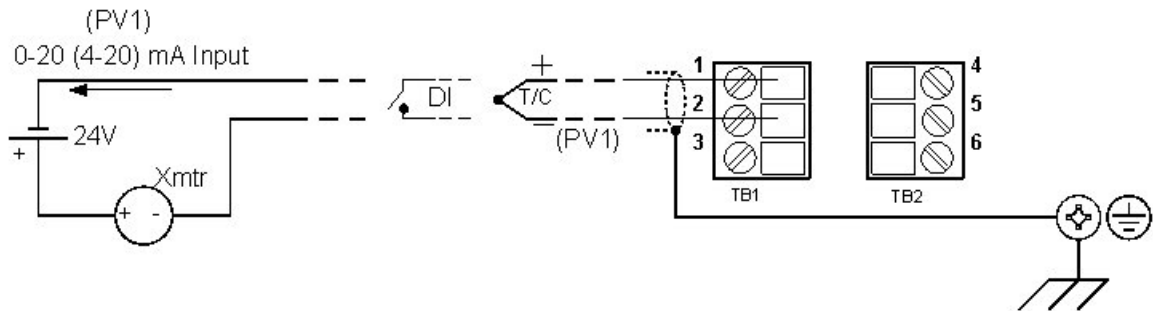 (PV1)
0-20 (4-20) mA Input
24V
+
Xmtr
+ -
DI
+
T/C
−
(PV1)
1
2
3
TB1
4
5
6
TB2